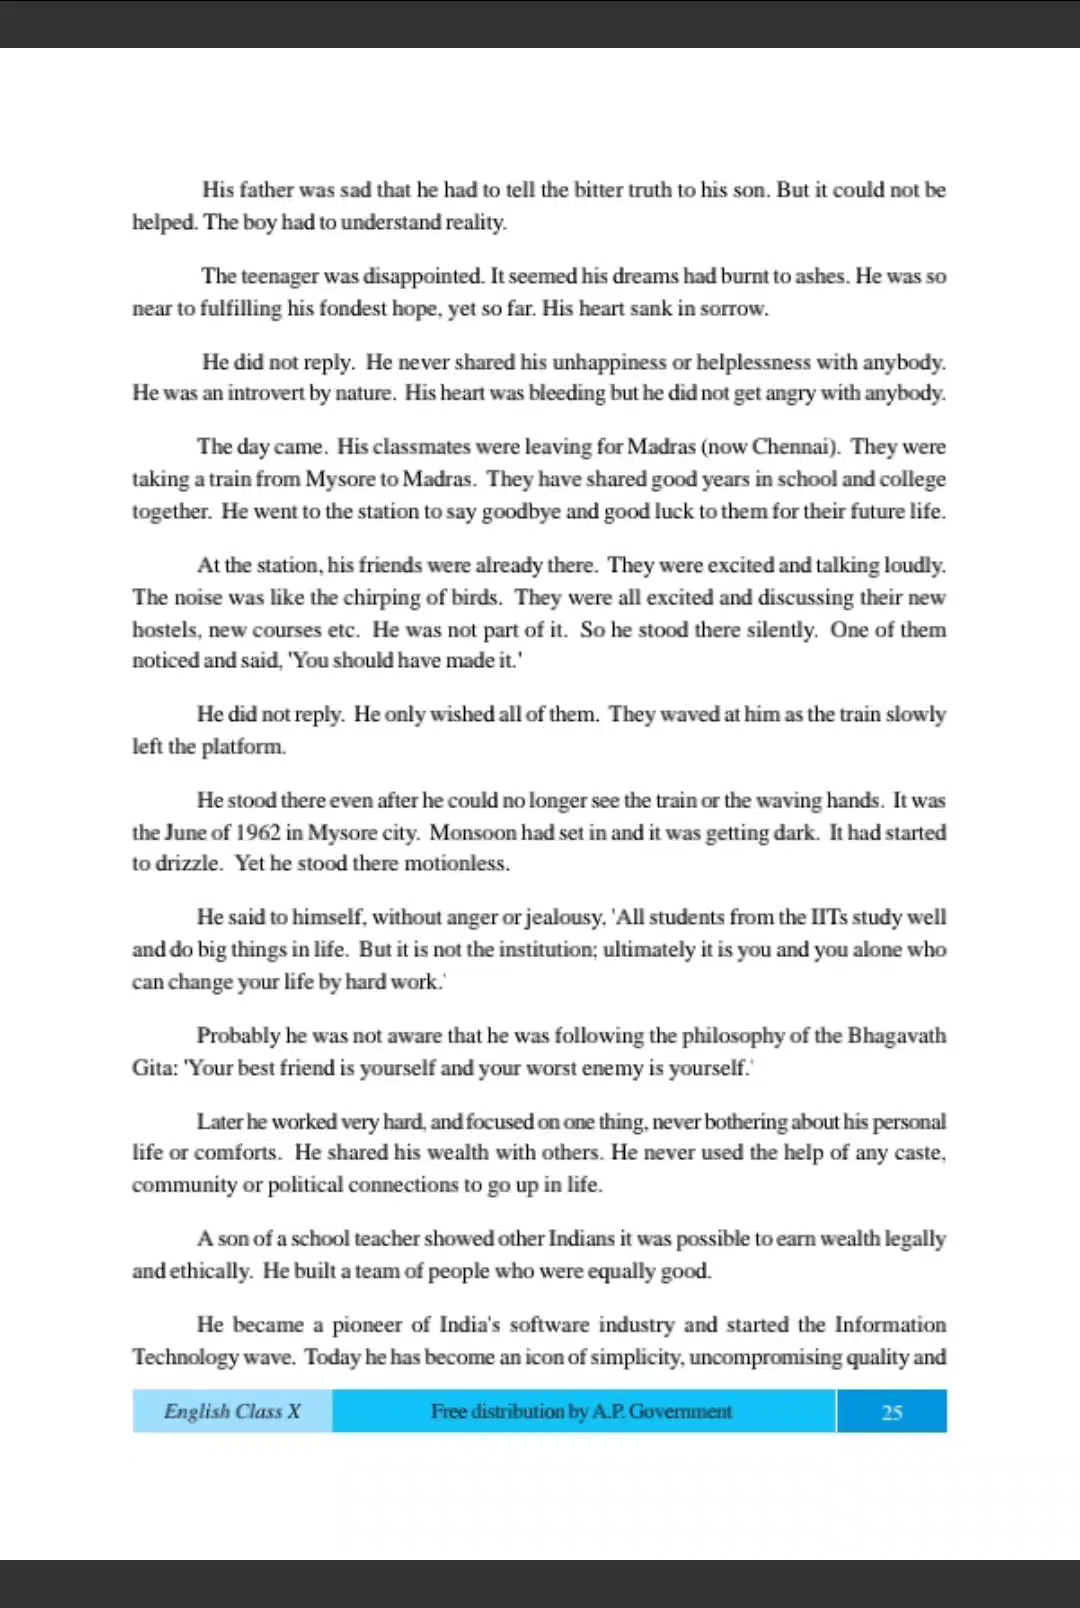 His father was sad that he had to tell the bitter truth to his son. But it could not be
helped. The boy had to understand reality.
The teenager was disappointed. It seemed his dreams had burnt to ashes. He was so
near to fulfilling his fondest hope, yet so far. His heart sank in sorrow.
He did not reply. He never shared his unhappiness or helplessness with anybody.
He was an introvert by nature. His heart was bleeding but he did not get angry with anybody.
The day came. His classmates were leaving for Madras (now Chennai). They were
taking a train from Mysore to Madras. They have shared good years in school and college
together. He went to the station to say goodbye and good luck to them for their future life.
At the station, his friends were already there. They were excited and talking loudly.
The noise was like the chirping of birds. They were all excited and discussing their new
hostels, new courses etc. He was not part of it. So he stood there silently. One of them
noticed and said, 'You should have made it.'
He did not reply. He only wished all of them. They waved at him as the train slowly
left the platform.
He stood there even after he could no longer see the train or the waving hands. It was
the June of 1962 in Mysore city. Monsoon had set in and it was getting dark. It had started
to drizzle. Yet he stood there motionless.
He said to himself, without anger or jealousy, 'All students from the IITs study well
and do big things in life. But it is not the institution; ultimately it is you and you alone who
can change your life by hard work.'
Probably he was not aware that he was following the philosophy of the Bhagavath
Gita: 'Your best friend is yourself and your worst enemy is yourself.'
Later he worked very hard, and focused on one thing, never bothering about his personal
life or comforts. He shared his wealth with others. He never used the help of any caste,
community or political connections to go up in life.
A son of a school teacher showed other Indians it was possible to earn wealth legally
and ethically. He built a team of people who were equally good.
He became a pioneer of India's software industry and started the Information
Technology wave. Today he has become an icon of simplicity, uncompromising quality and
English Class X Free distribution by A.P. Government 25